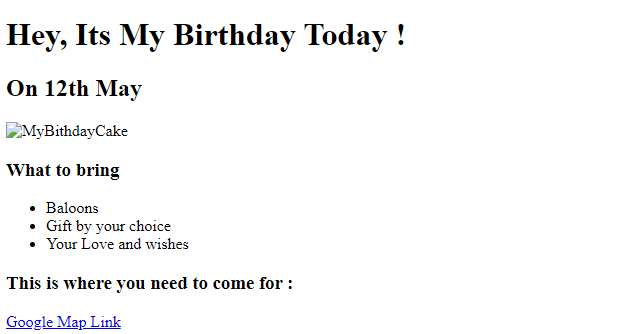 Hey, Its My Birthday Today !
On 12th May
MyBithdayCake
What to bring
Baloons
Gift by your choice
Your Love and wishes
This is where you need to come for :
Google Map Link